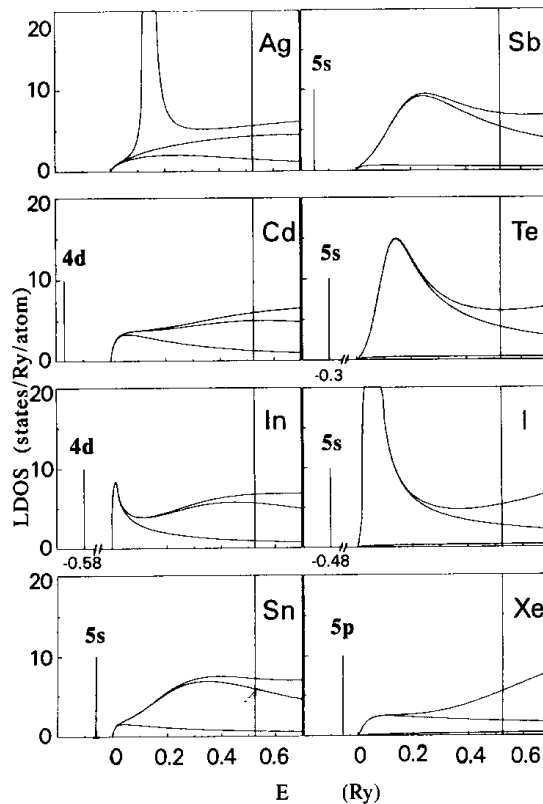 20 Ag Sb
5s
10
0
20 Cd Te
4d 5s
10
0
-0.3
LDOS (states/Ry/atom)
20 In I
4d 5s
10
0
-0.58 -0.48
20 Sn Xe
5s 5p
10
0
0 0.2 0.4 0.6 0 0.2 0.4 0.6
E (Ry)